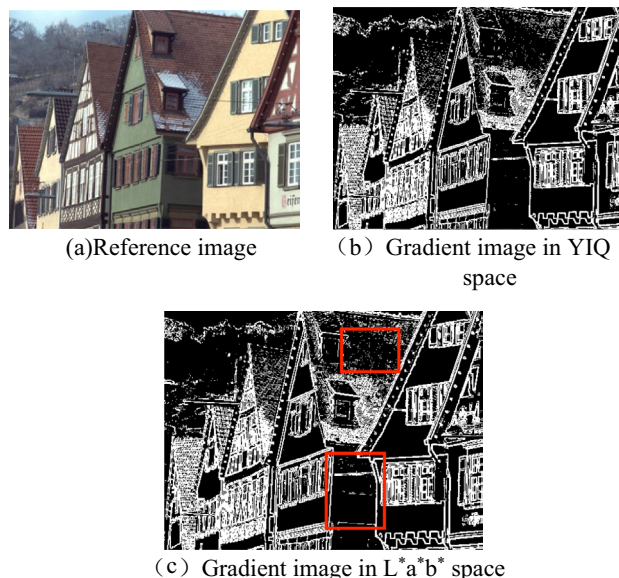 (a)Reference image
（b）Gradient image in YIQ
space
（c）Gradient image in L*a*b* space